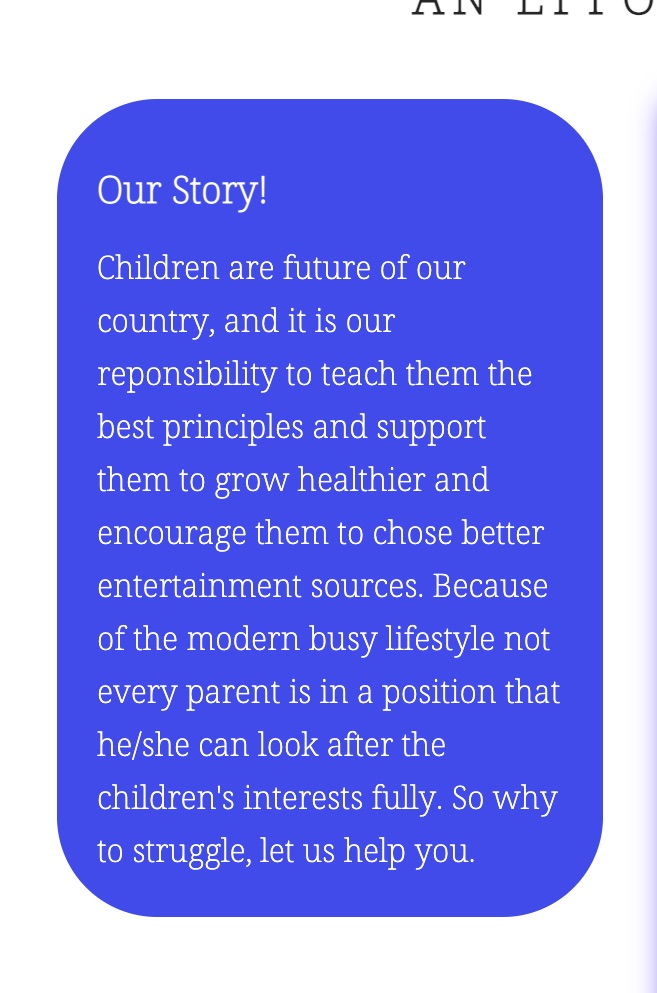 Our Story!
Children are future of our
country, and it is our
reponsibility to teach them the
best principles and support
them to grow healthier and
encourage them to chose better
entertainment sources. Because
of the modern busy lifestyle not
every parent is in a position that
he/she can look after the
children's interests fully. So why
to struggle, let us help you.